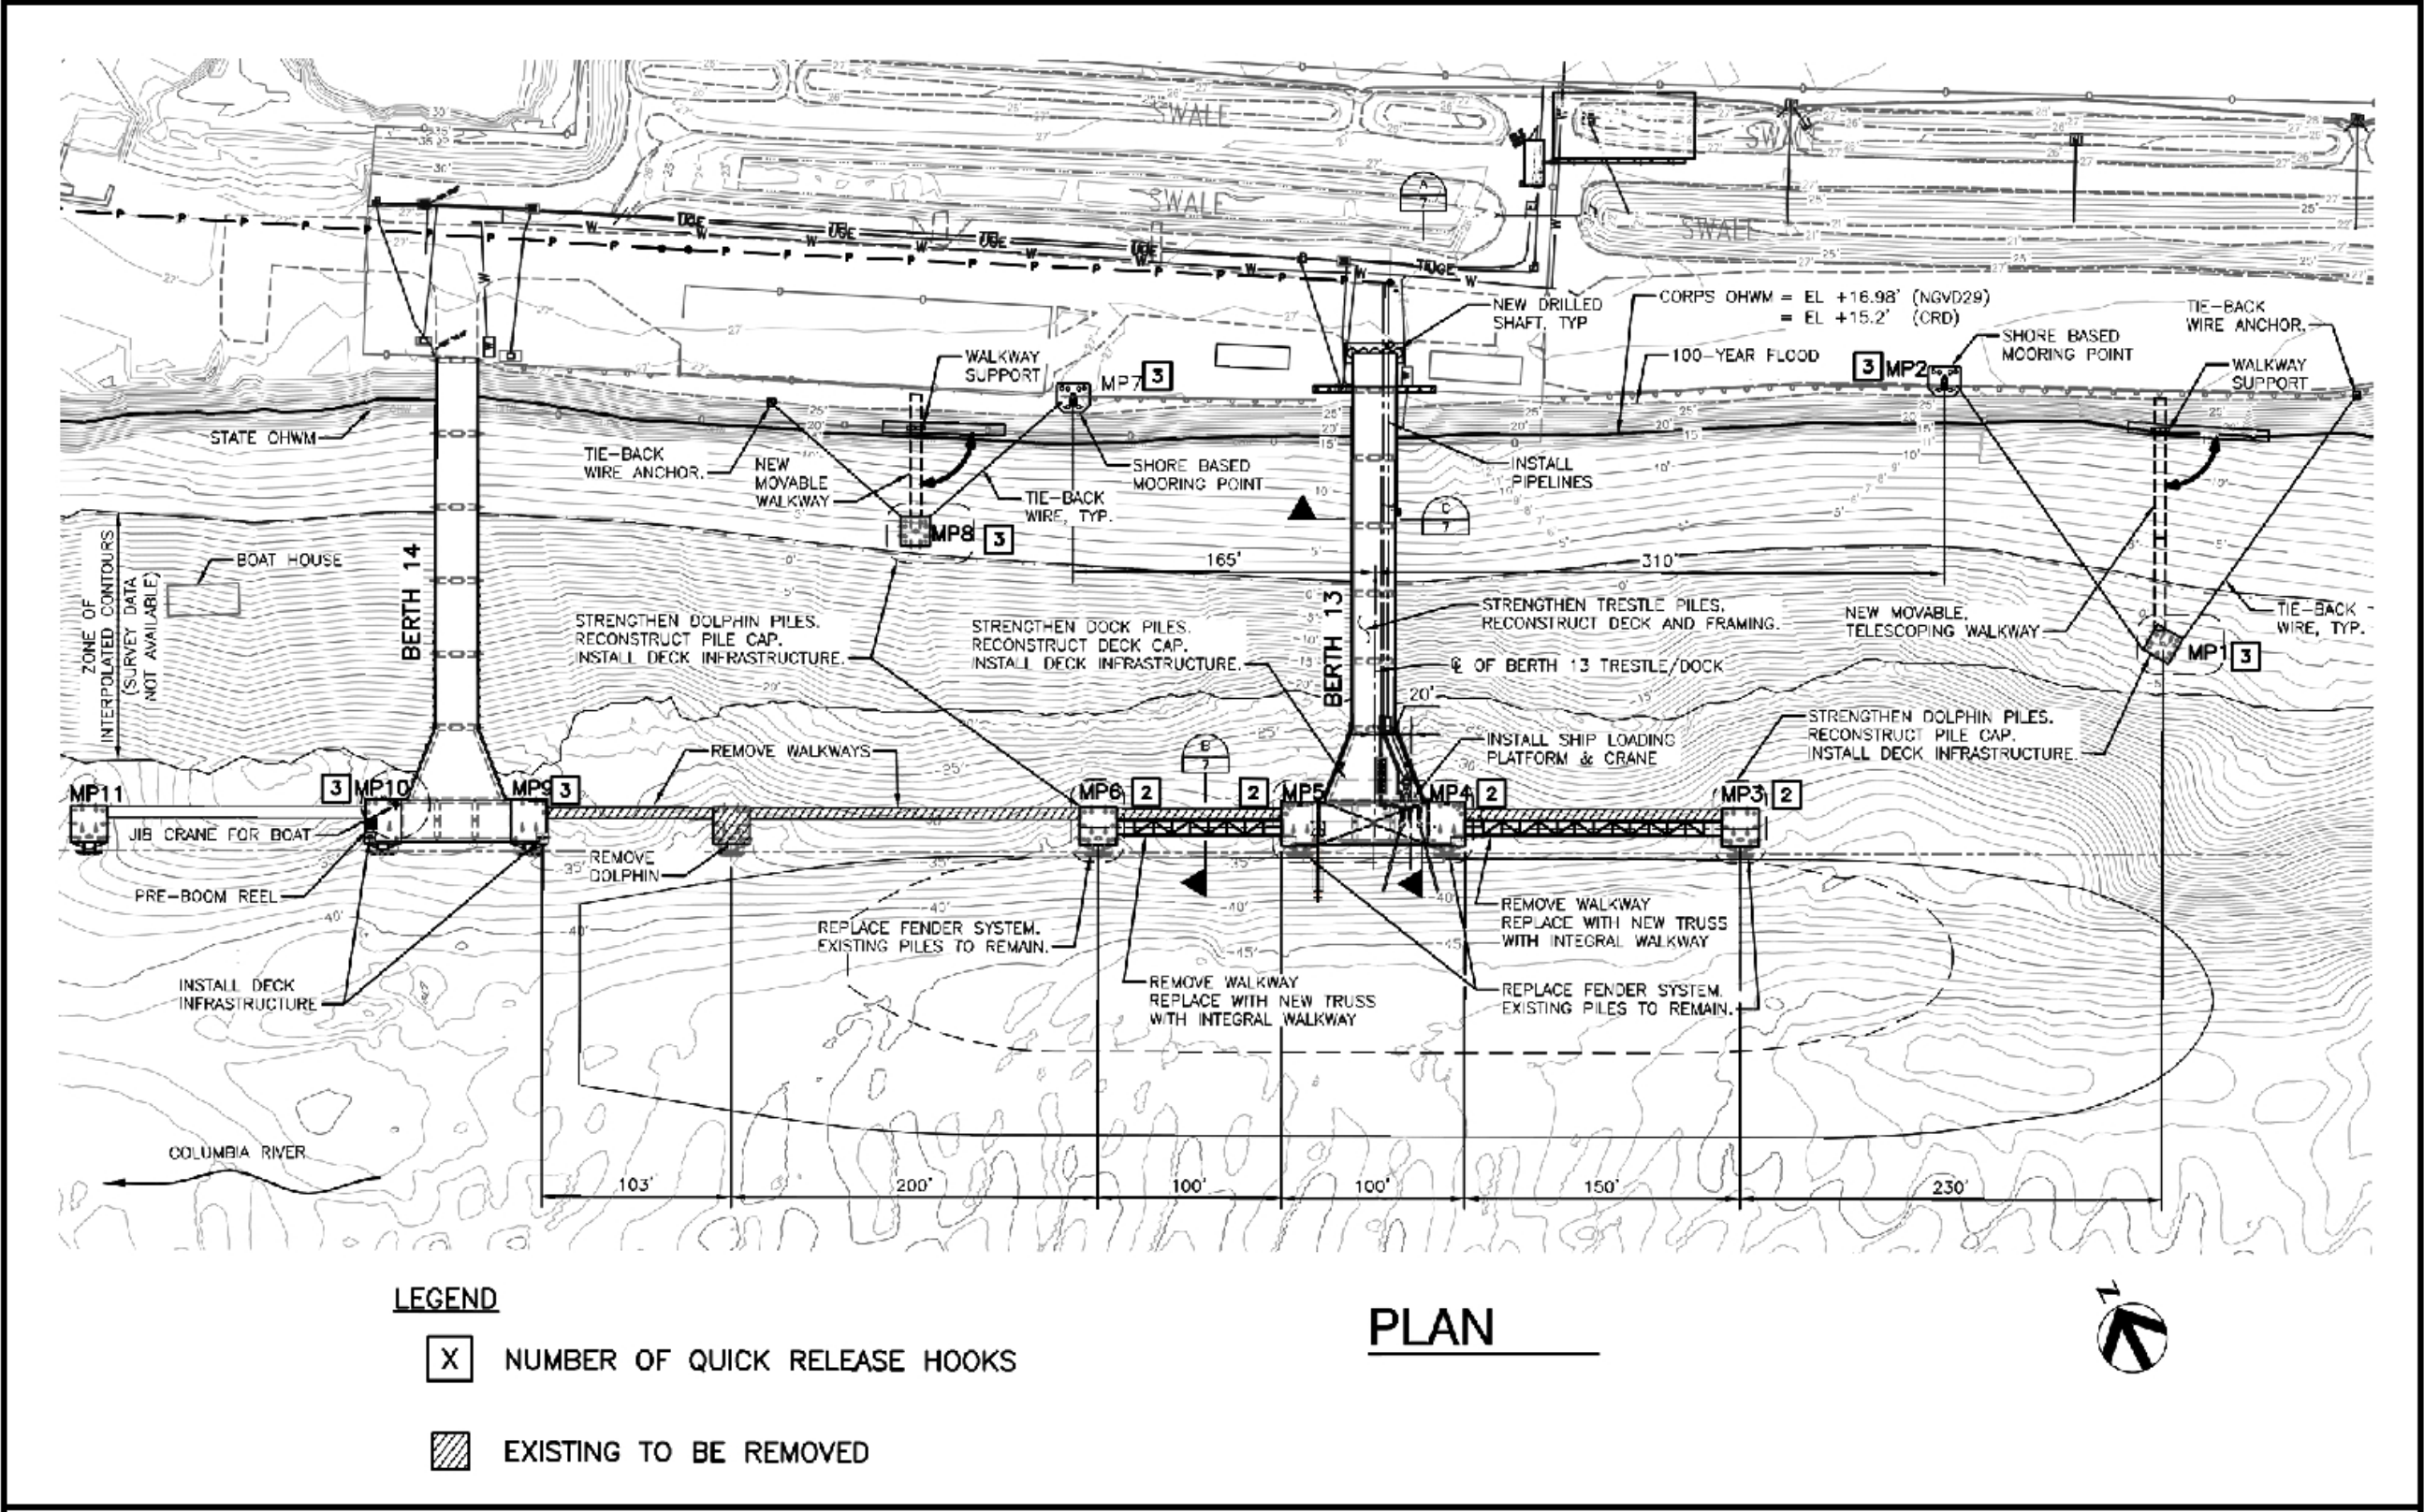 SWALE
SWALE
SWALE
UGE
UGE
UGE
UGE
NEW DRILLED
SHAFT, TYP
CORPS OHWM = EL +16.98' (NGVD29)
= EL +15.2' (CRD)
100-YEAR FLOOD
TIE-BACK
WIRE ANCHOR.
SHORE BASED
MOORING POINT
WALKWAY
SUPPORT
3 MP2
WALKWAY
SUPPORT
MP7 3
STATE OHWM
TIE-BACK
WIRE ANCHOR.
NEW
MOVABLE
WALKWAY
TIE-BACK
WIRE, TYP.
SHORE BASED
MOORING POINT
INSTALL
PIPELINES
MP8 3
165'
310'
ZONE OF
INTERPOLATED CONTOURS
(SURVEY DATA
NOT AVAILABLE)
BOAT HOUSE
BERTH 14
STRENGTHEN DOLPHIN PILES.
RECONSTRUCT PILE CAP.
INSTALL DECK INFRASTRUCTURE.
STRENGTHEN DOCK PILES.
RECONSTRUCT DECK CAP.
INSTALL DECK INFRASTRUCTURE.
BERTH 13
STRENGTHEN TRESTLE PILES.
RECONSTRUCT DECK AND FRAMING.
℄ OF BERTH 13 TRESTLE/DOCK
20'
NEW MOVABLE,
TELESCOPING WALKWAY
TIE-BACK
WIRE, TYP.
MP1 3
STRENGTHEN DOLPHIN PILES.
RECONSTRUCT PILE CAP.
INSTALL DECK INFRASTRUCTURE.
REMOVE WALKWAYS
B
7
INSTALL SHIP LOADING
PLATFORM & CRANE
MP11
3 MP10
MP9 3
MP6 2
2 MP5
MP4 2
MP3 2
JIB CRANE FOR BOAT
PRE-BOOM REEL
REMOVE
DOLPHIN
INSTALL DECK
INFRASTRUCTURE
REPLACE FENDER SYSTEM.
EXISTING PILES TO REMAIN.
REMOVE WALKWAY
REPLACE WITH NEW TRUSS
WITH INTEGRAL WALKWAY
REMOVE WALKWAY
REPLACE WITH NEW TRUSS
WITH INTEGRAL WALKWAY
REPLACE FENDER SYSTEM.
EXISTING PILES TO REMAIN.
COLUMBIA RIVER
103'
200'
100'
100'
150'
230'
LEGEND
X NUMBER OF QUICK RELEASE HOOKS
EXISTING TO BE REMOVED
PLAN
Z